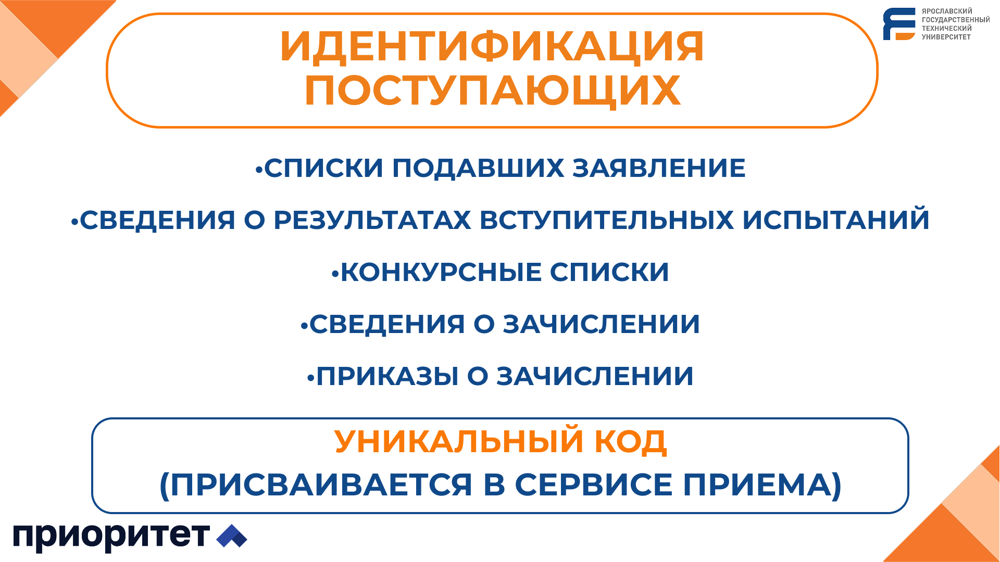 ЯРОСЛАВСКИЙ
ГОСУДАРСТВЕННЫЙ
ТЕХНИЧЕСКИЙ
УНИВЕРСИТЕТ
ИДЕНТИФИКАЦИЯ
ПОСТУПАЮЩИХ
•СПИСКИ ПОДАВШИХ ЗАЯВЛЕНИЕ
•СВЕДЕНИЯ О РЕЗУЛЬТАТАХ ВСТУПИТЕЛЬНЫХ ИСПЫТАНИЙ
•КОНКУРСНЫЕ СПИСКИ
•СВЕДЕНИЯ О ЗАЧИСЛЕНИИ
•ПРИКАЗЫ О ЗАЧИСЛЕНИИ
УНИКАЛЬНЫЙ КОД
(ПРИСВАИВАЕТСЯ В СЕРВИСЕ ПРИЕМА)
приоритет